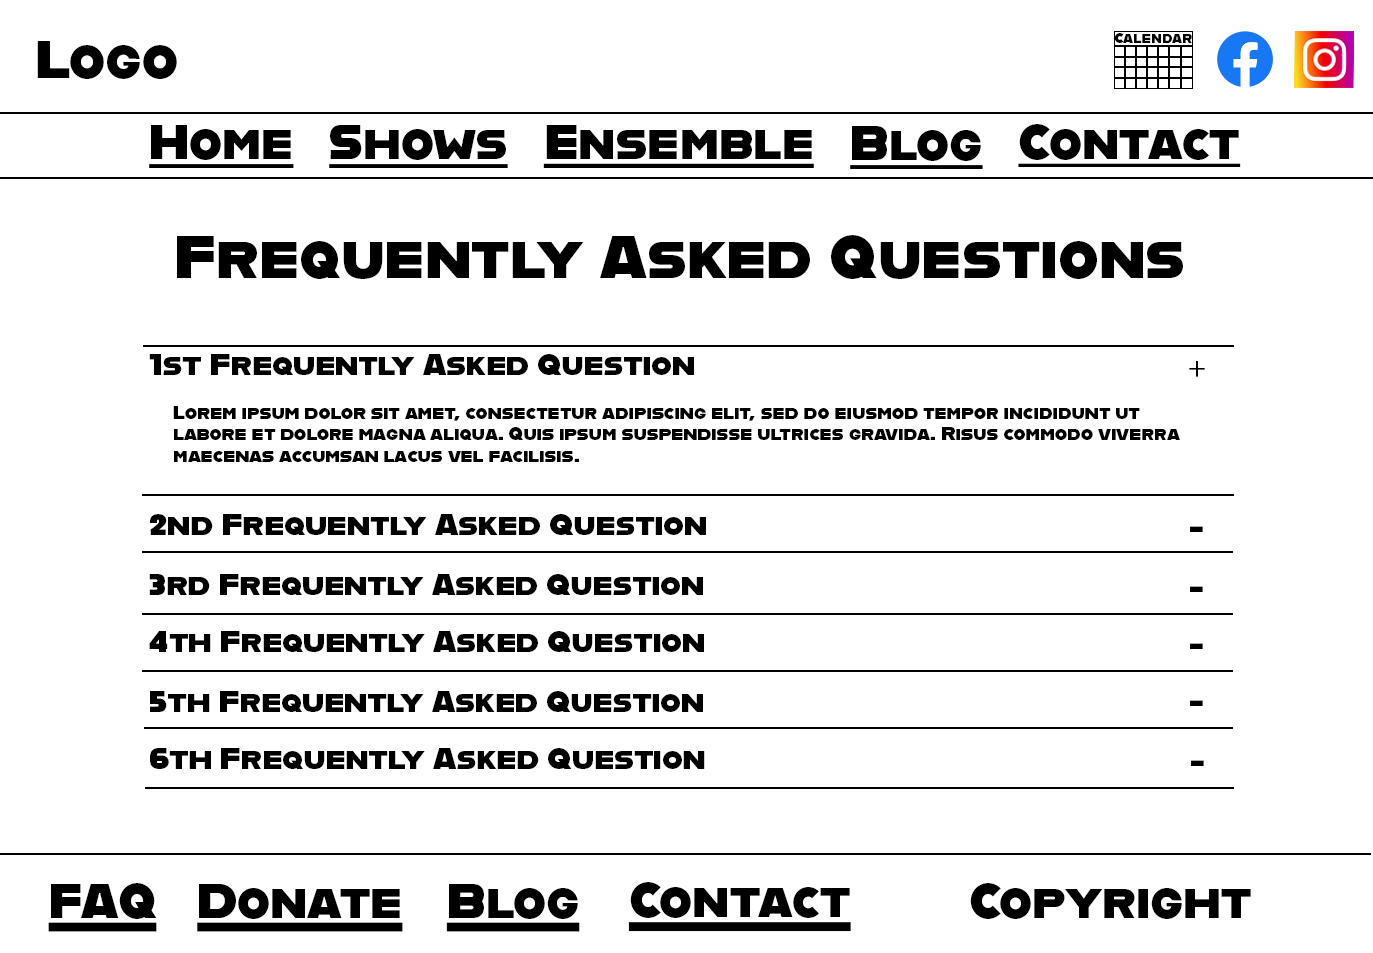 Logo
Calendar
Home Shows Ensemble Blog Contact
Frequently Asked Questions
1st Frequently Asked Question +
Lorem ipsum dolor sit amet, consectetur adipiscing elit, sed do eiusmod tempor incididunt ut
labore et dolore magna aliqua. Quis ipsum suspendisse ultrices gravida. Risus commodo viverra
maecenas accumsan lacus vel facilisis.
2nd Frequently Asked Question -
3rd Frequently Asked Question -
4th Frequently Asked Question -
5th Frequently Asked Question -
6th Frequently Asked Question -
FAQ Donate Blog Contact Copyright